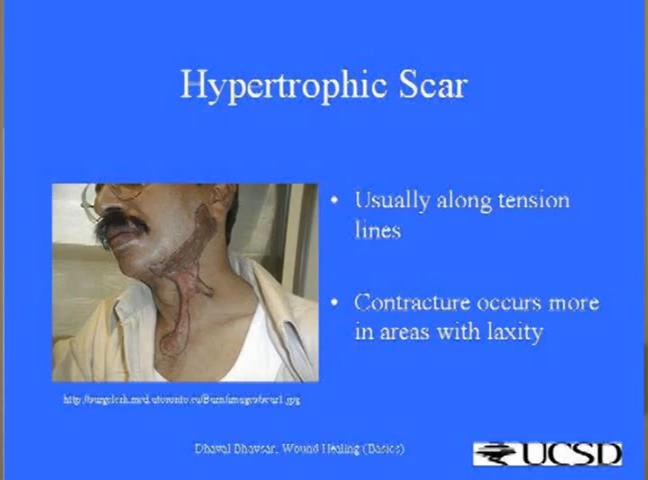 Hypertrophic Scar
• Usually along tension
lines
• Contracture occurs more
in areas with laxity
Dhaval Bhavsar, Wound Healing (Basics)
UCSD